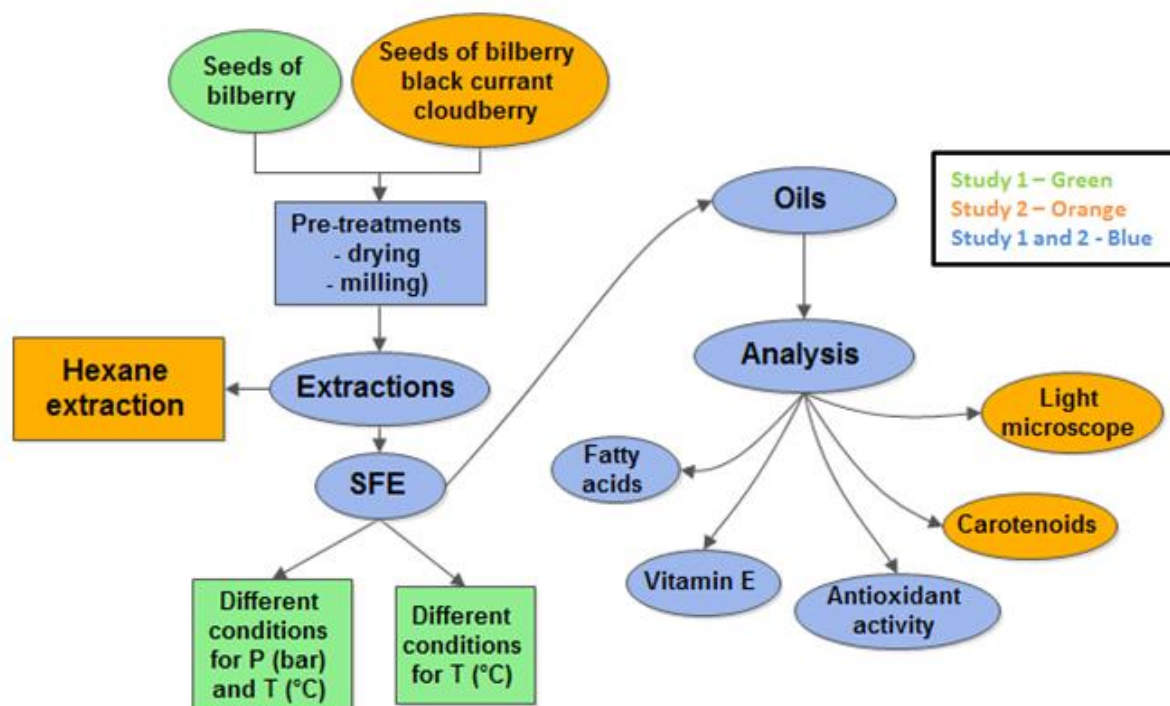 Seeds of
bilberry
Seeds of bilberry
black currant
cloudberry
Pre-treatments
- drying
- milling)
Hexane
extraction
Extractions
SFE
Different
conditions
for P (bar)
and T (°C)
Different
conditions
for T (°C)
Oils
Analysis
Fatty
acids
Vitamin E
Antioxidant
activity
Carotenoids
Light
microscope
Study 1 – Green
Study 2 – Orange
Study 1 and 2 - Blue